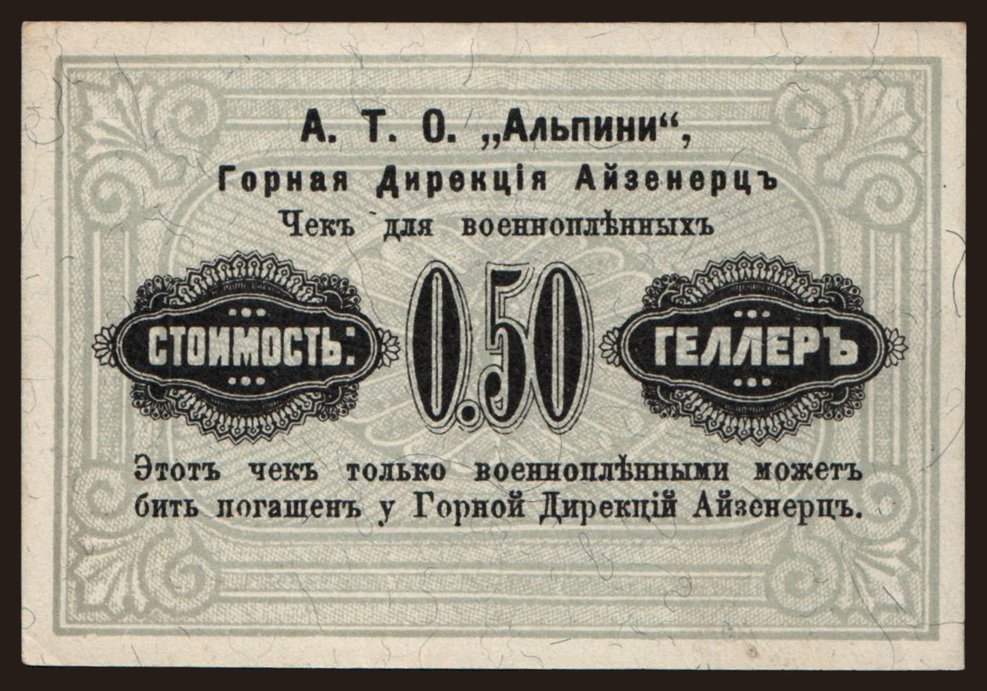 А. Т. О. „Альпини“,
Горная Дирекція Айзенерцъ
Чекъ для военноплѣнныхъ
СТОИМОСТЬ: 0.50 ГЕЛЛЕРЪ
Этотъ чекъ только военноплѣнными можетъ
бить погашенъ у Горной Дирекцій Айзенерцъ.